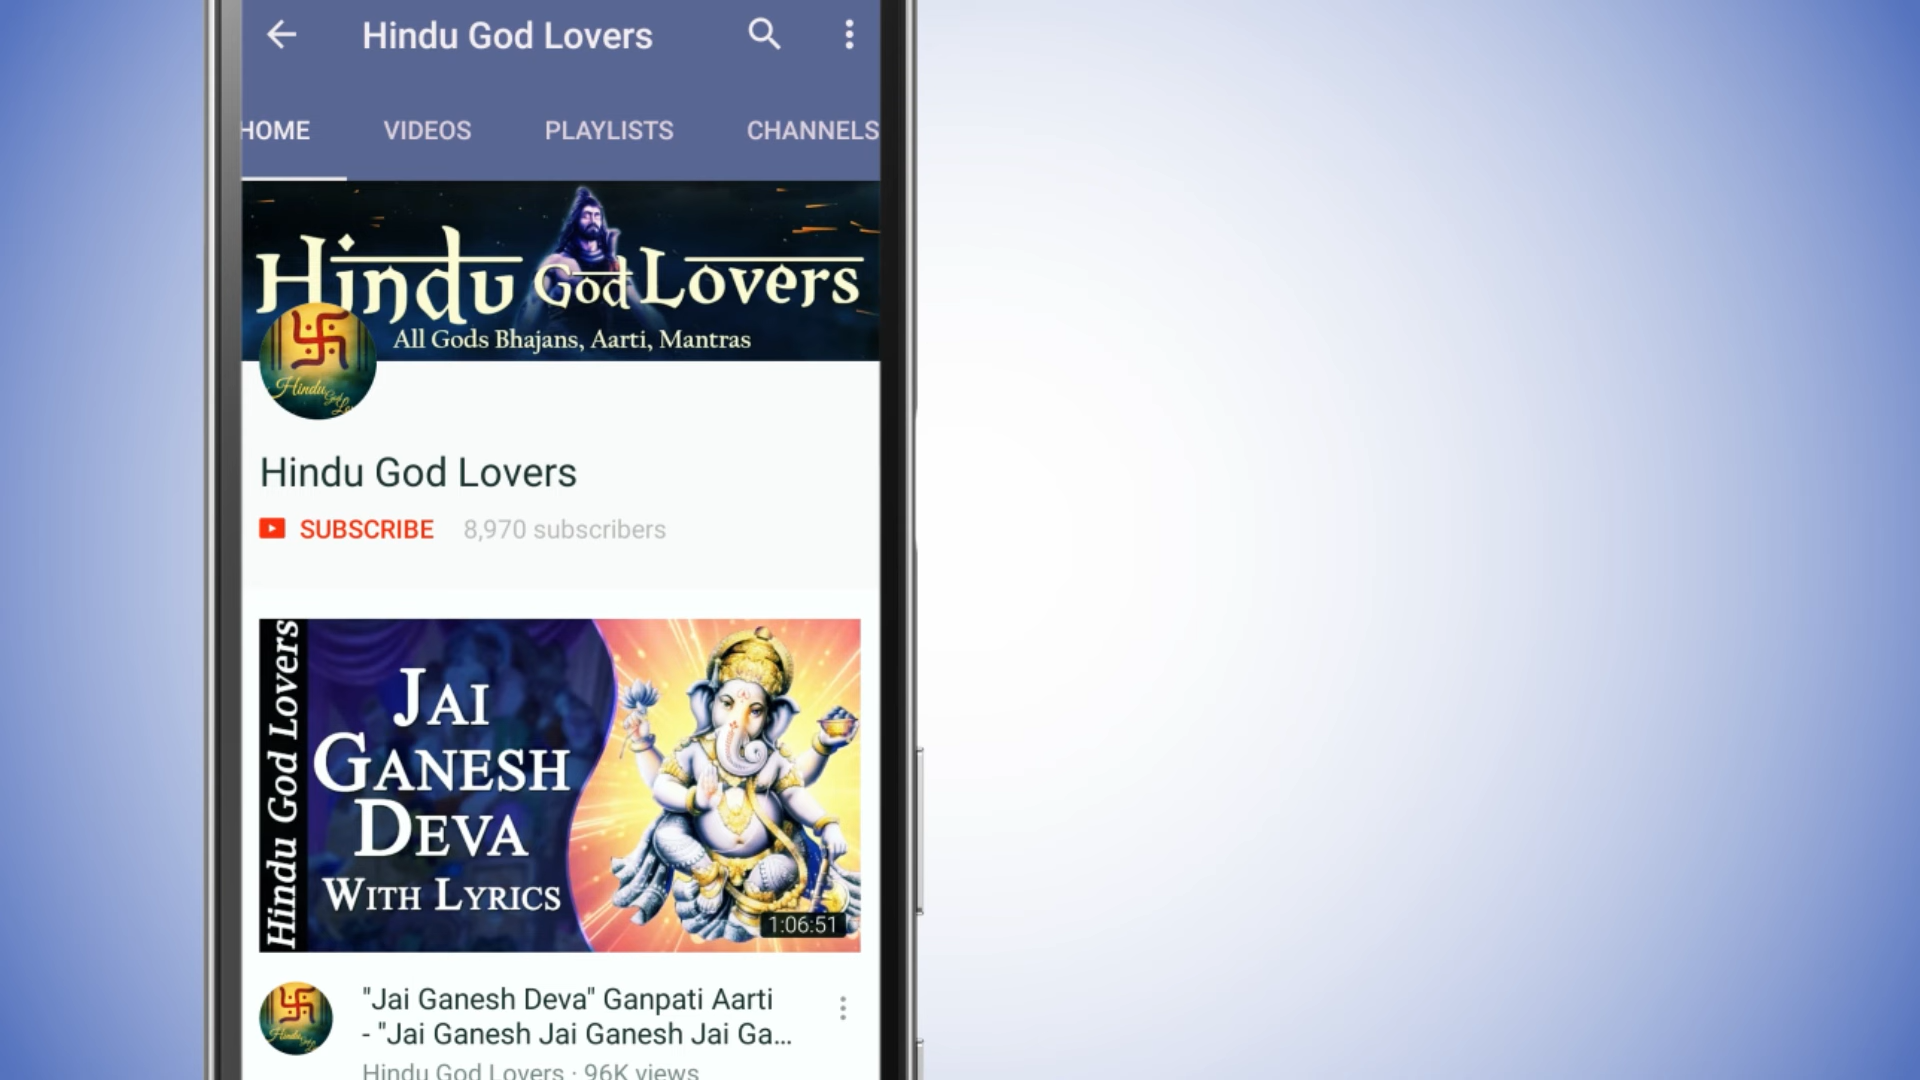 Hindu God Lovers
HOME VIDEOS PLAYLISTS CHANNELS
Hindu God Lovers
All Gods Bhajans, Aarti, Mantras
Hindu
God
Hindu God Lovers
SUBSCRIBE 8,970 subscribers
Hindu God Lovers
JAI
GANESH
DEVA
WITH LYRICS
1:06:51
"Jai Ganesh Deva" Ganpati Aarti
- "Jai Ganesh Jai Ganesh Jai Ga...
Hindu God Lovers · 96K views